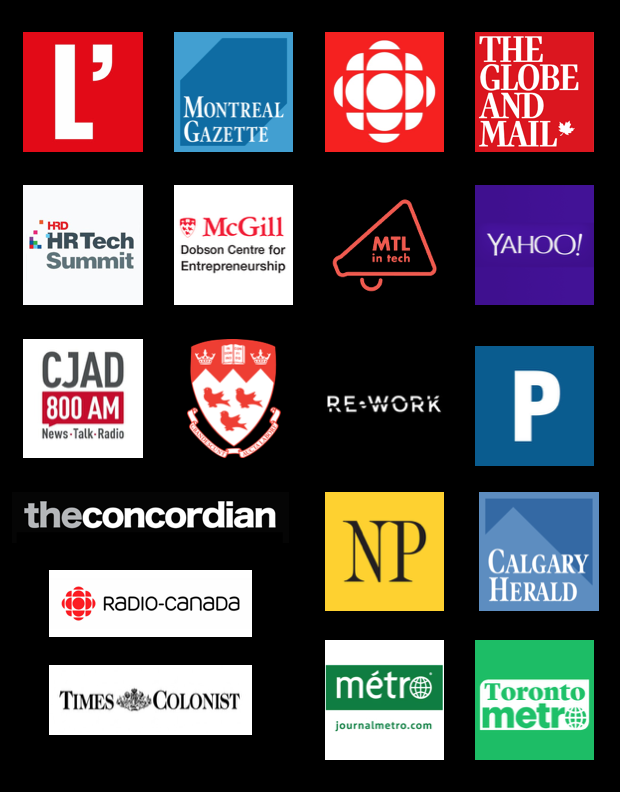 L’
MONTREAL
GAZETTE
THE
GLOBE
AND
MAIL
HRD
HRTech
Summit
McGill
Dobson Centre for
Entrepreneurship
MTL
in tech
YAHOO!
CJAD
800 AM
News·Talk·Radio
RE•WORK
P
theconcordian
NP
CALGARY
HERALD
RADIO-CANADA
TIMES COLONIST
métro
journalmetro.com
Toronto
metro